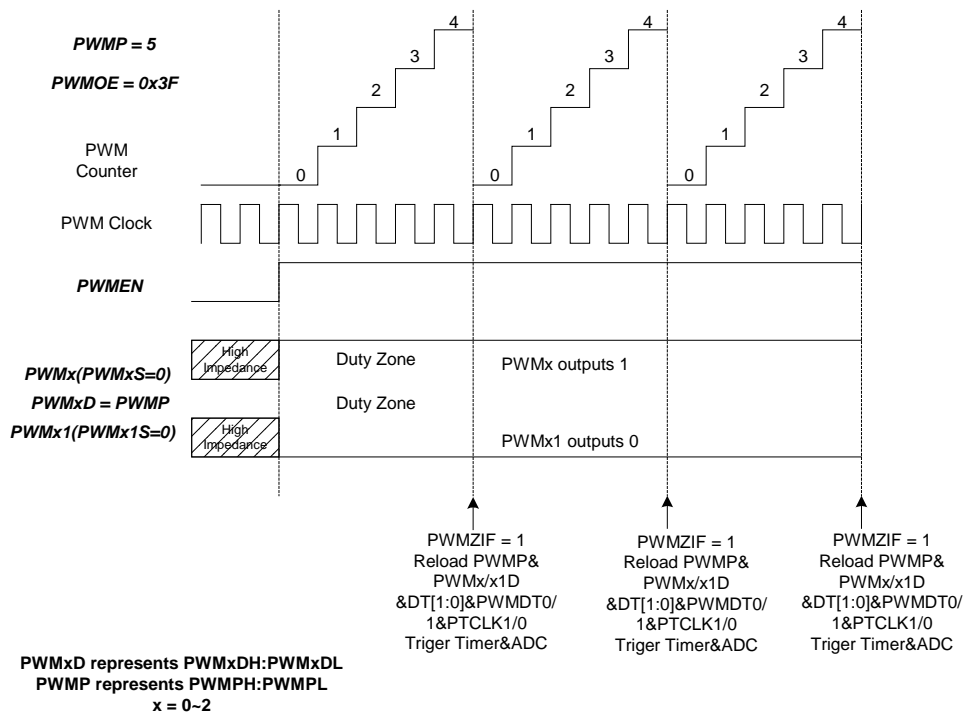 4 4 4
PWMP = 5
3 3 3
PWMOE = 0x3F
2 2 2
1 1 1
PWM
Counter
0 0 0
PWM Clock
PWMEN
High
Impedance
Duty Zone
PWMx outputs 1
PWMx(PWMxS=0)
PWMxD = PWMP
Duty Zone
PWMx1(PWMx1S=0)
High
Impedance
PWMx1 outputs 0
PWMZIF = 1
Reload PWMP&
PWMx/x1D
&DT[1:0]&PWMDT0/
1&PTCLK1/0
Triger Timer&ADC
PWMZIF = 1
Reload PWMP&
PWMx/x1D
&DT[1:0]&PWMDT0/
1&PTCLK1/0
Triger Timer&ADC
PWMZIF = 1
Reload PWMP&
PWMx/x1D
&DT[1:0]&PWMDT0/
1&PTCLK1/0
Triger Timer&ADC
PWMxD represents PWMxDH:PWMxDL
PWMP represents PWMPH:PWMPL
x = 0~2